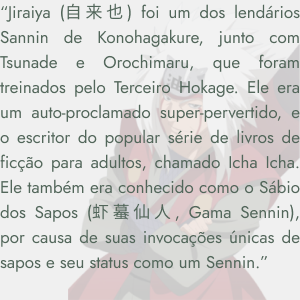 “Jiraiya (自来也) foi um dos lendários
Sannin de Konohagakure, junto com
Tsunade e Orochimaru, que foram
treinados pelo Terceiro Hokage. Ele era
um auto-proclamado super-pervertido, e
o escritor do popular série de livros de
ficção para adultos, chamado Icha Icha.
Ele também era conhecido como o Sábio
dos Sapos (蝦蟇仙人, Gama Sennin),
por causa de suas invocações únicas de
sapos e seu status como um Sennin.”